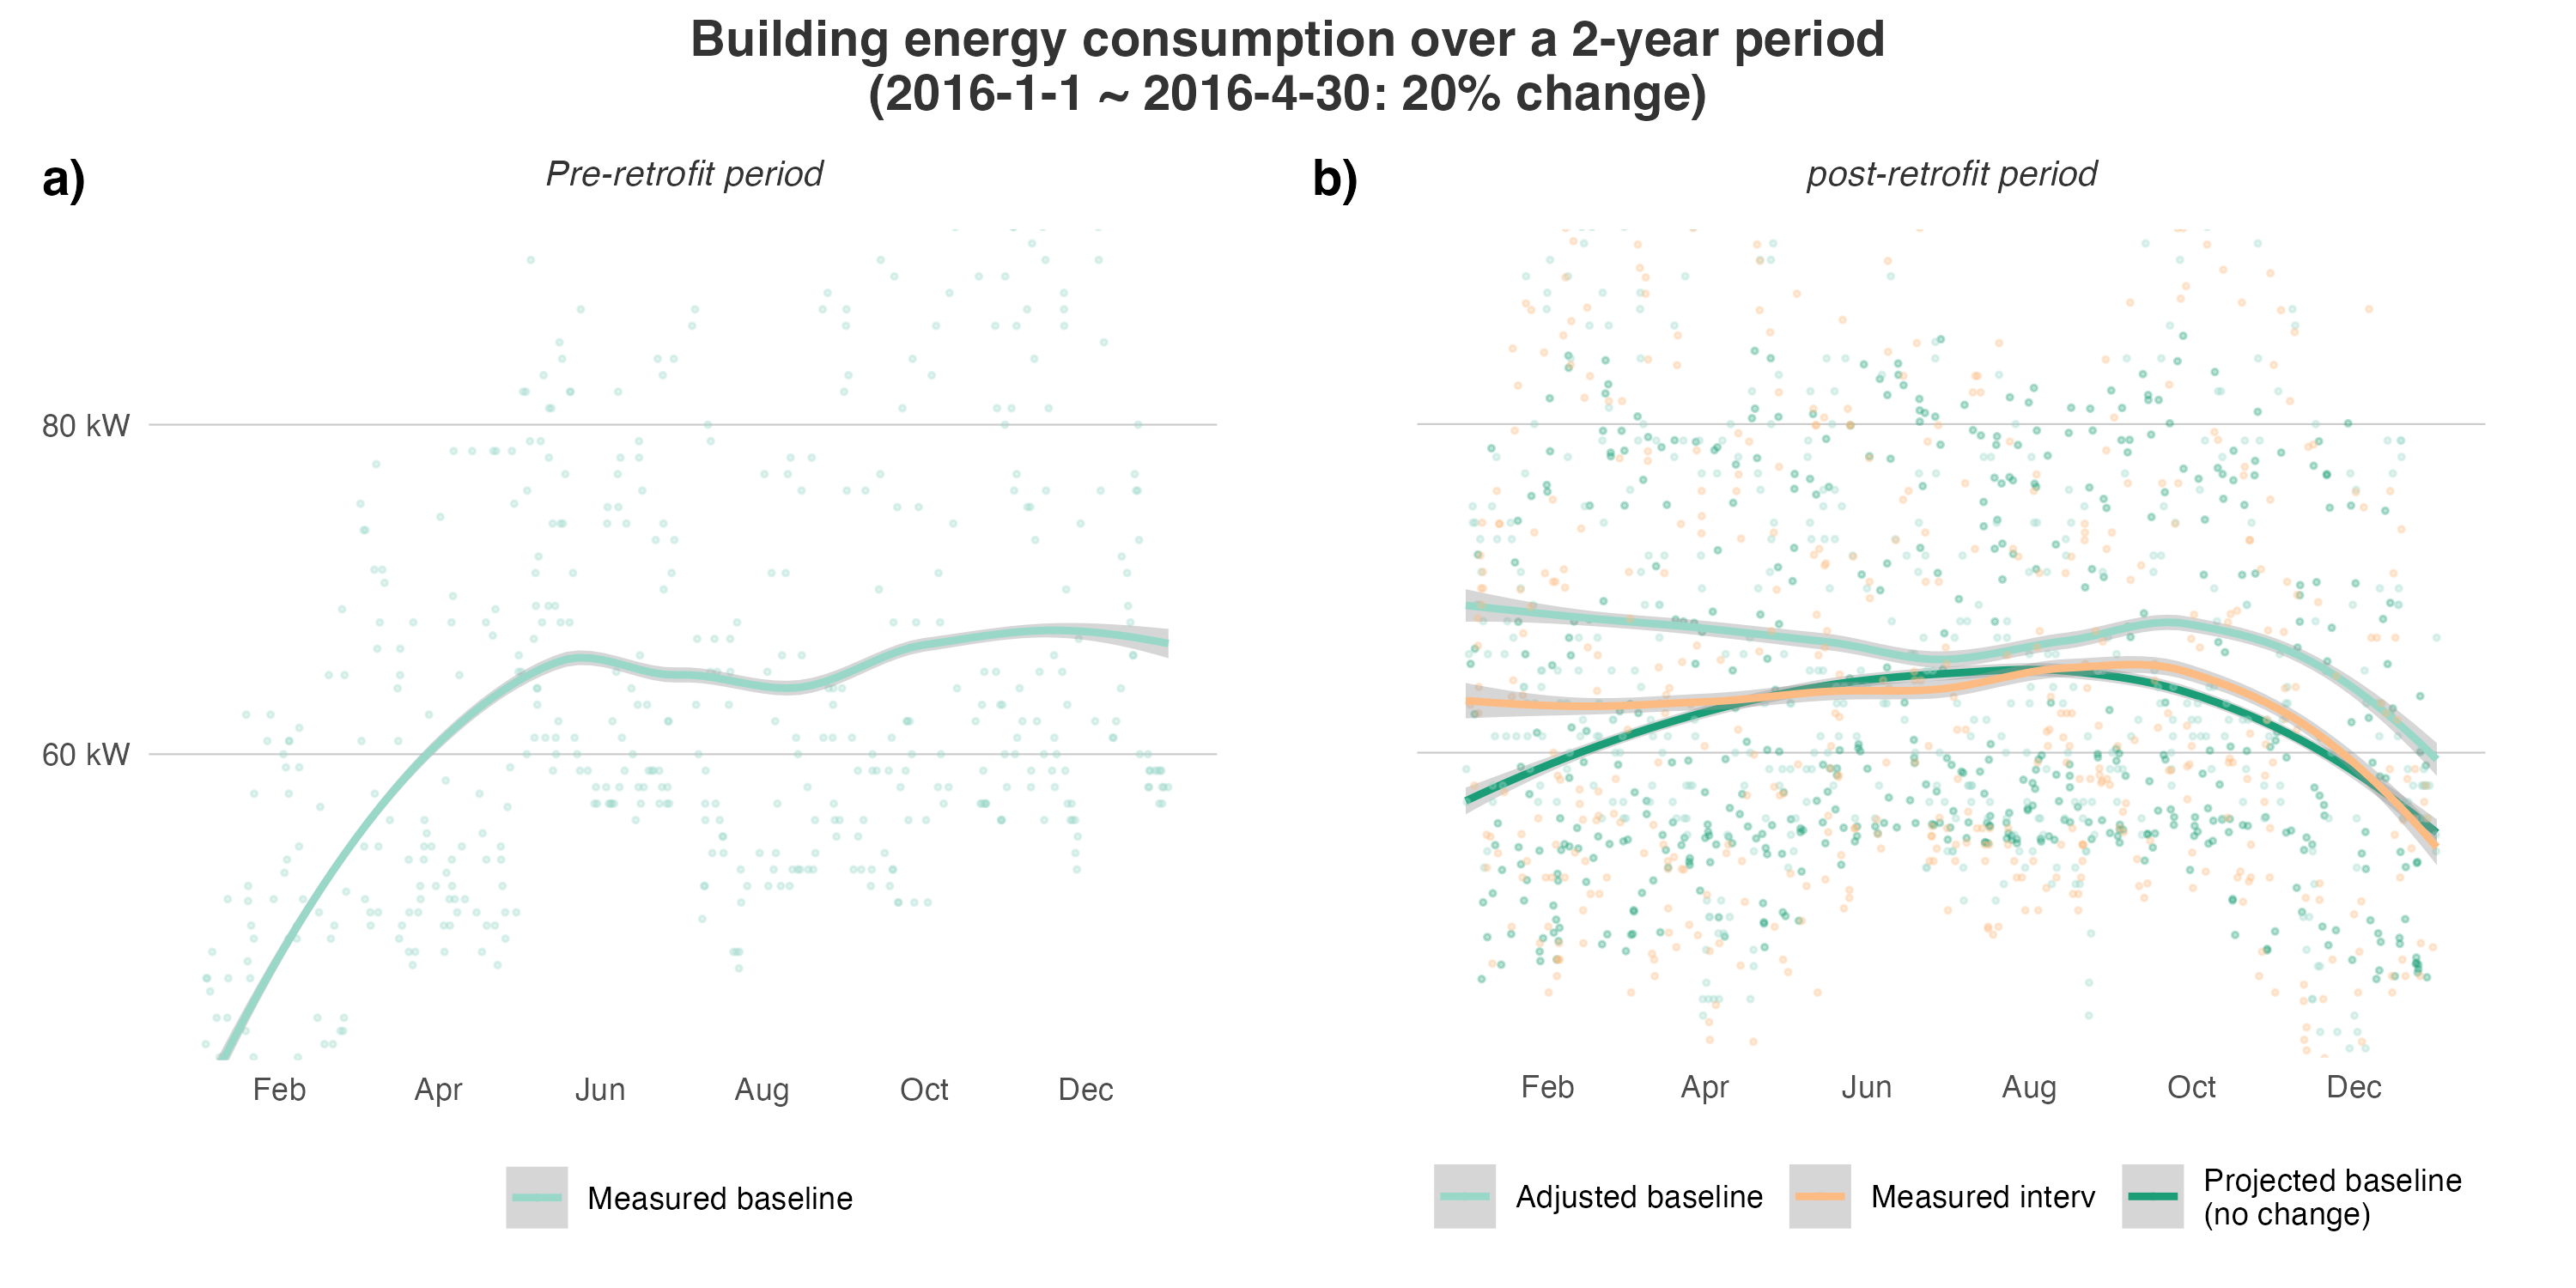 Building energy consumption over a 2-year period
(2016-1-1 ~ 2016-4-30: 20% change)
a)
Pre-retrofit period
80 kW
60 kW
Feb Apr Jun Aug Oct Dec
Measured baseline
b)
post-retrofit period
Feb Apr Jun Aug Oct Dec
Adjusted baseline
Measured interv
Projected baseline
(no change)